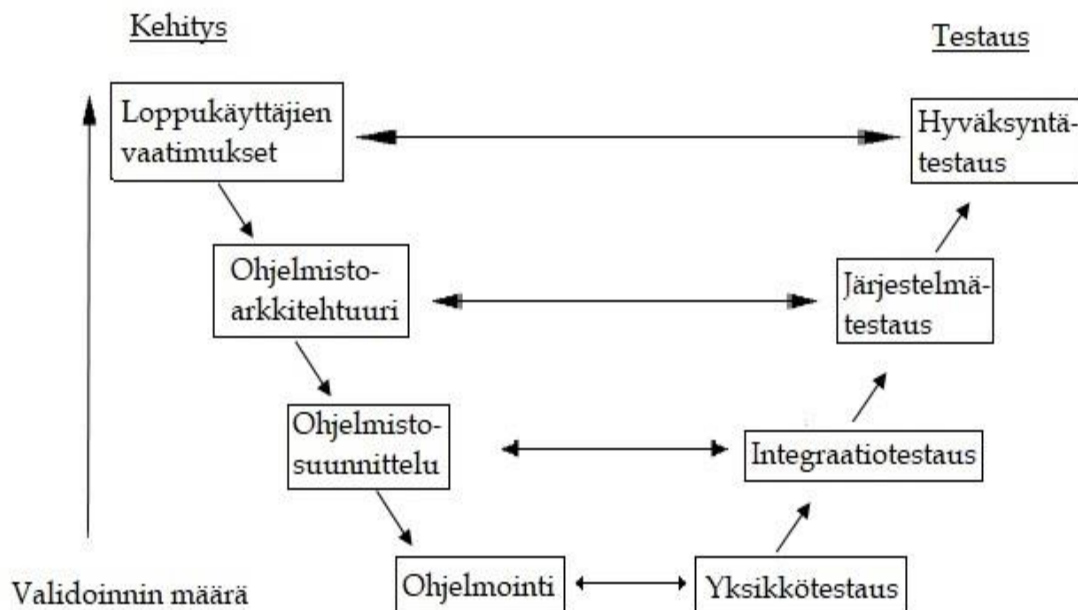 Kehitys
Testaus
Loppukäyttäjien
vaatimukset
Hyväksyntä-
testaus
Ohjelmisto-
arkkitehtuuri
Järjestelmä-
testaus
Ohjelmisto-
suunnittelu
Integraatiotestaus
Ohjelmointi
Yksikkötestaus
Validoinnin määrä